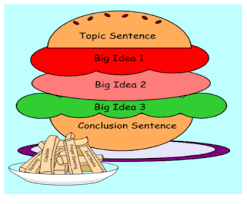 Topic Sentence
Big Idea 1
Big Idea 2
Big Idea 3
Conclusion Sentence